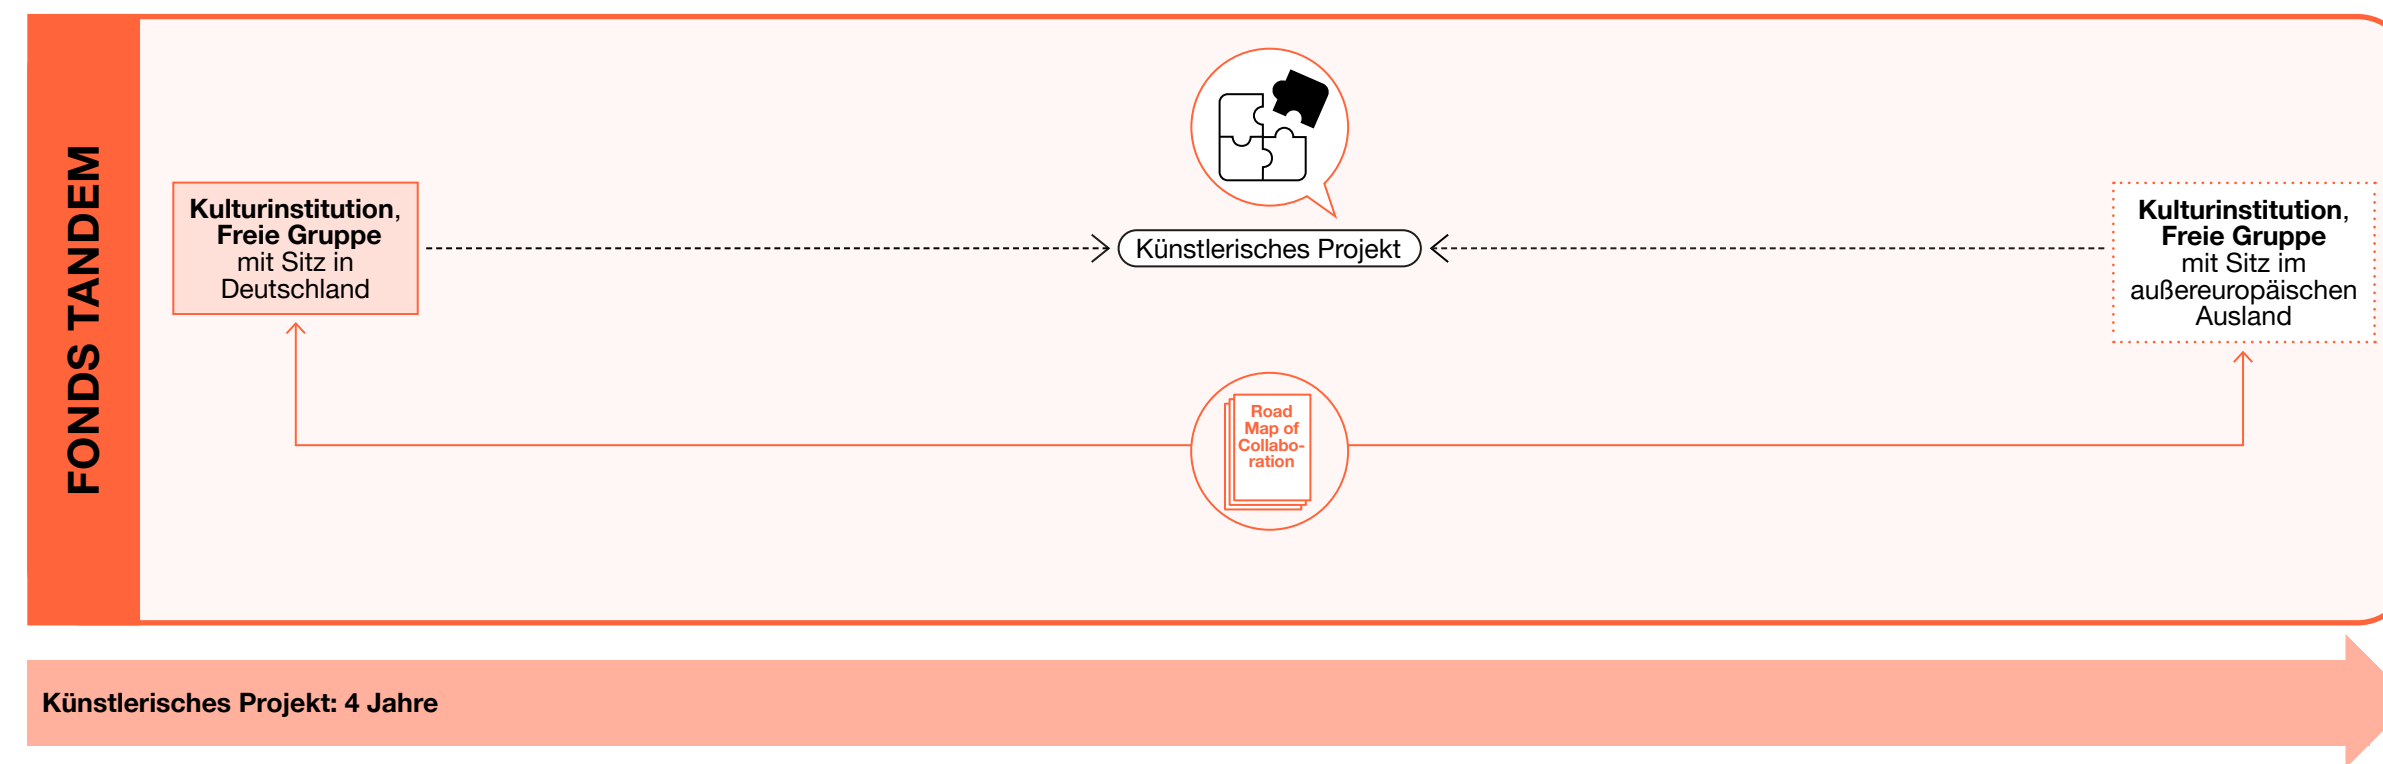 FONDS TANDEM
Kulturinstitution,
Freie Gruppe
mit Sitz in
Deutschland
Künstlerisches Projekt
Kulturinstitution,
Freie Gruppe
mit Sitz im
außereuropäischen
Ausland
Road
Map of
Collabo-
ration
Künstlerisches Projekt: 4 Jahre